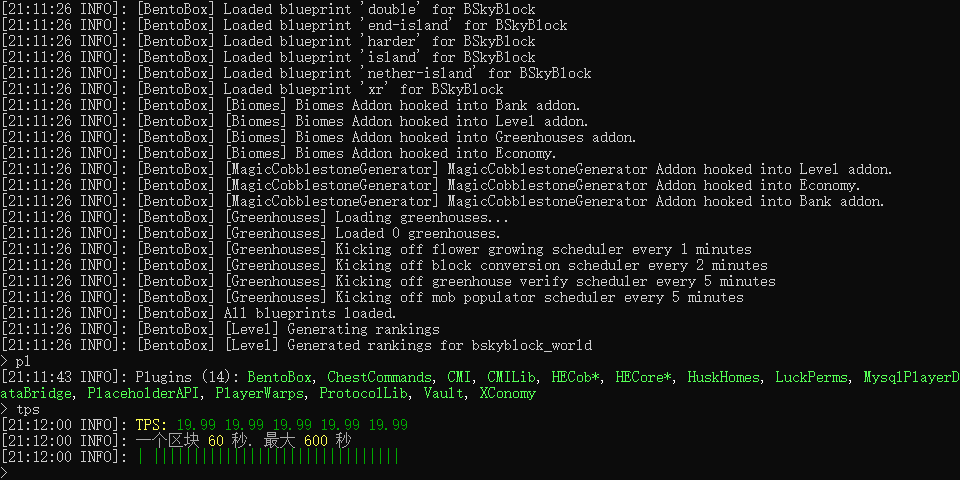 [21:11:26 INFO]: [BentoBox] Loaded blueprint 'double' for BSkyBlock
[21:11:26 INFO]: [BentoBox] Loaded blueprint 'end-island' for BSkyBlock
[21:11:26 INFO]: [BentoBox] Loaded blueprint 'harder' for BSkyBlock
[21:11:26 INFO]: [BentoBox] Loaded blueprint 'island' for BSkyBlock
[21:11:26 INFO]: [BentoBox] Loaded blueprint 'nether-island' for BSkyBlock
[21:11:26 INFO]: [BentoBox] Loaded blueprint 'xr' for BSkyBlock
[21:11:26 INFO]: [BentoBox] [Biomes] Biomes Addon hooked into Bank addon.
[21:11:26 INFO]: [BentoBox] [Biomes] Biomes Addon hooked into Level addon.
[21:11:26 INFO]: [BentoBox] [Biomes] Biomes Addon hooked into Greenhouses addon.
[21:11:26 INFO]: [BentoBox] [Biomes] Biomes Addon hooked into Economy.
[21:11:26 INFO]: [BentoBox] [MagicCobblestoneGenerator] MagicCobblestoneGenerator Addon hooked into Level addon.
[21:11:26 INFO]: [BentoBox] [MagicCobblestoneGenerator] MagicCobblestoneGenerator Addon hooked into Economy.
[21:11:26 INFO]: [BentoBox] [MagicCobblestoneGenerator] MagicCobblestoneGenerator Addon hooked into Bank addon.
[21:11:26 INFO]: [BentoBox] [Greenhouses] Loading greenhouses...
[21:11:26 INFO]: [BentoBox] [Greenhouses] Loaded 0 greenhouses.
[21:11:26 INFO]: [BentoBox] [Greenhouses] Kicking off flower growing scheduler every 1 minutes
[21:11:26 INFO]: [BentoBox] [Greenhouses] Kicking off block conversion scheduler every 2 minutes
[21:11:26 INFO]: [BentoBox] [Greenhouses] Kicking off greenhouse verify scheduler every 5 minutes
[21:11:26 INFO]: [BentoBox] [Greenhouses] Kicking off mob populator scheduler every 5 minutes
[21:11:26 INFO]: [BentoBox] All blueprints loaded.
[21:11:26 INFO]: [BentoBox] [Level] Generating rankings
[21:11:26 INFO]: [BentoBox] [Level] Generated rankings for bskyblock_world
> pl
[21:11:43 INFO]: Plugins (14): BentoBox, ChestCommands, CMI, CMILib, HECob*, HECore*, HuskHomes, LuckPerms, MysqlPlayerD
ataBridge, PlaceholderAPI, PlayerWarps, ProtocolLib, Vault, XConomy
> tps
[21:12:00 INFO]: TPS: 19.99 19.99 19.99 19.99 19.99
[21:12:00 INFO]: 一个区块 60 秒. 最大 600 秒
[21:12:00 INFO]: | |||||||||||||||||||||||||||||||
>